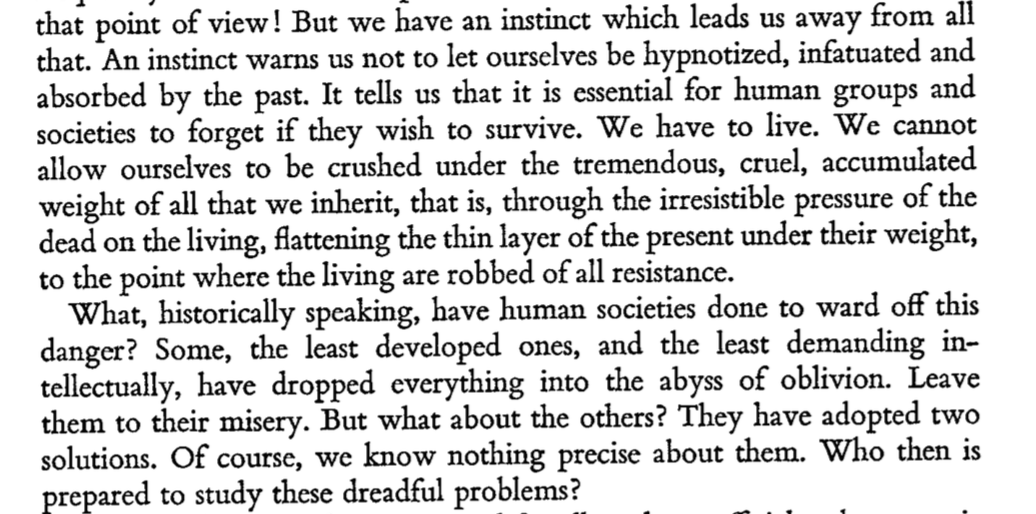 that point of view! But we have an instinct which leads us away from all
that. An instinct warns us not to let ourselves be hypnotized, infatuated and
absorbed by the past. It tells us that it is essential for human groups and
societies to forget if they wish to survive. We have to live. We cannot
allow ourselves to be crushed under the tremendous, cruel, accumulated
weight of all that we inherit, that is, through the irresistible pressure of the
dead on the living, flattening the thin layer of the present under their weight,
to the point where the living are robbed of all resistance.
What, historically speaking, have human societies done to ward off this
danger? Some, the least developed ones, and the least demanding in-
tellectually, have dropped everything into the abyss of oblivion. Leave
them to their misery. But what about the others? They have adopted two
solutions. Of course, we know nothing precise about them. Who then is
prepared to study these dreadful problems?